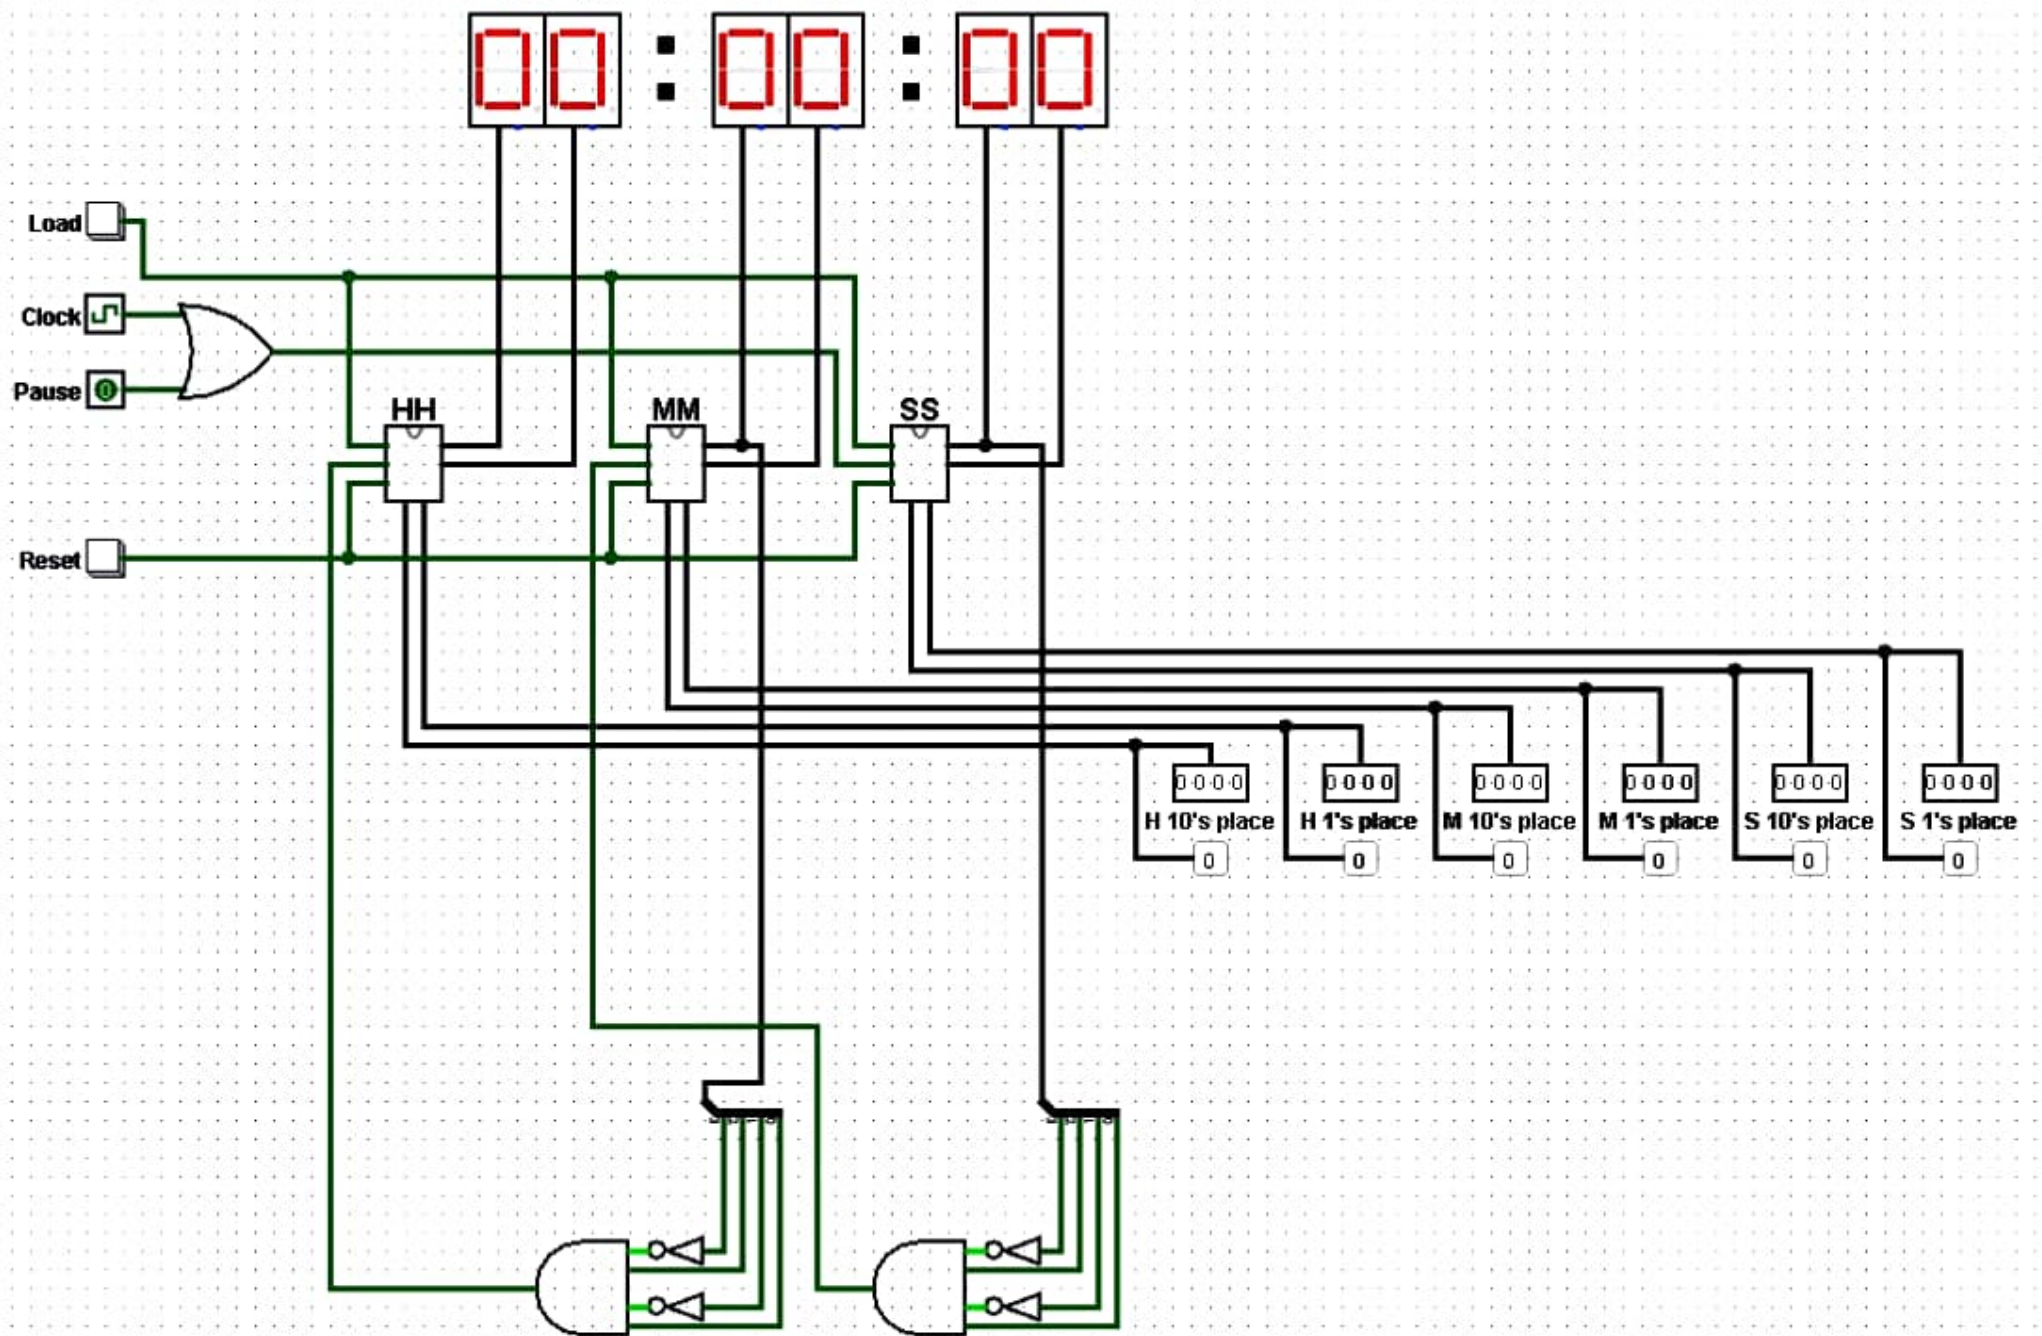 00 : 00 : 00
Load
Clock
Pause 0
HH MM SS
Reset
0000 0000 0000 0000 0000 0000
H 10's place H 1's place M 10's place M 1's place S 10's place S 1's place
0 0 0 0 0 0